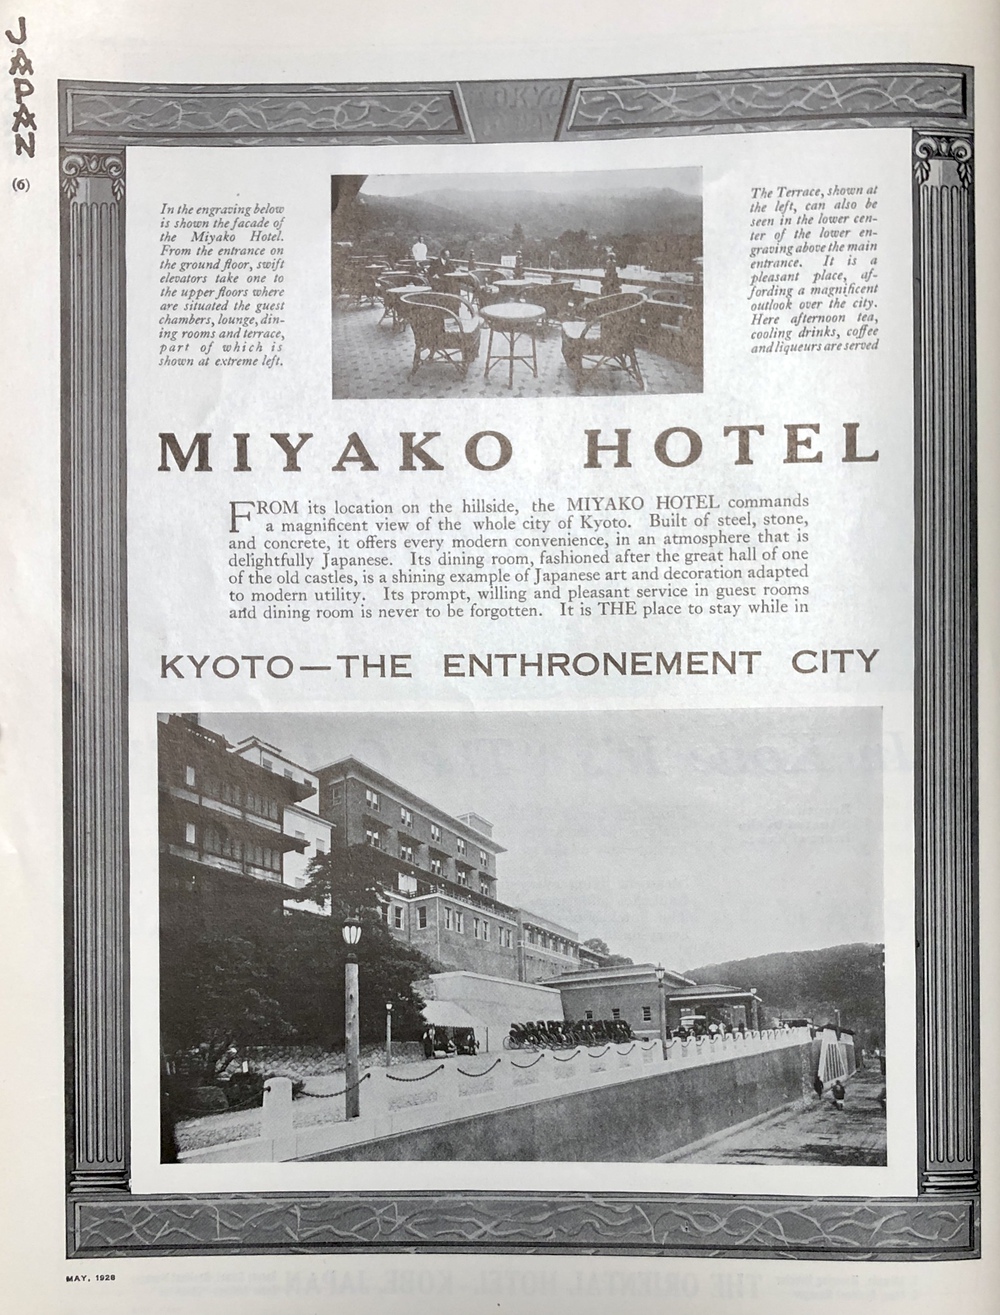 JAPAN
(6)
In the engraving below
is shown the facade of
the Miyako Hotel.
From the entrance on
the ground floor, swift
elevators take one to
the upper floors where
are situated the guest
chambers, lounge, din-
ing rooms and terrace,
part of which is
shown at extreme left.
The Terrace, shown at
the left, can also be
seen in the lower cen-
ter of the lower en-
graving above the main
entrance. It is a
pleasant place, af-
fording a magnificent
outlook over the city.
Here afternoon tea,
cooling drinks, coffee
and liqueurs are served
MIYAKO HOTEL
FROM its location on the hillside, the MIYAKO HOTEL commands
a magnificent view of the whole city of Kyoto. Built of steel, stone,
and concrete, it offers every modern convenience, in an atmosphere that is
delightfully Japanese. Its dining room, fashioned after the great hall of one
of the old castles, is a shining example of Japanese art and decoration adapted
to modern utility. Its prompt, willing and pleasant service in guest rooms
and dining room is never to be forgotten. It is THE place to stay while in
KYOTO—THE ENTHRONEMENT CITY
MAY, 1928
THE ORIENTAL HOTEL, KOBE, JAPAN